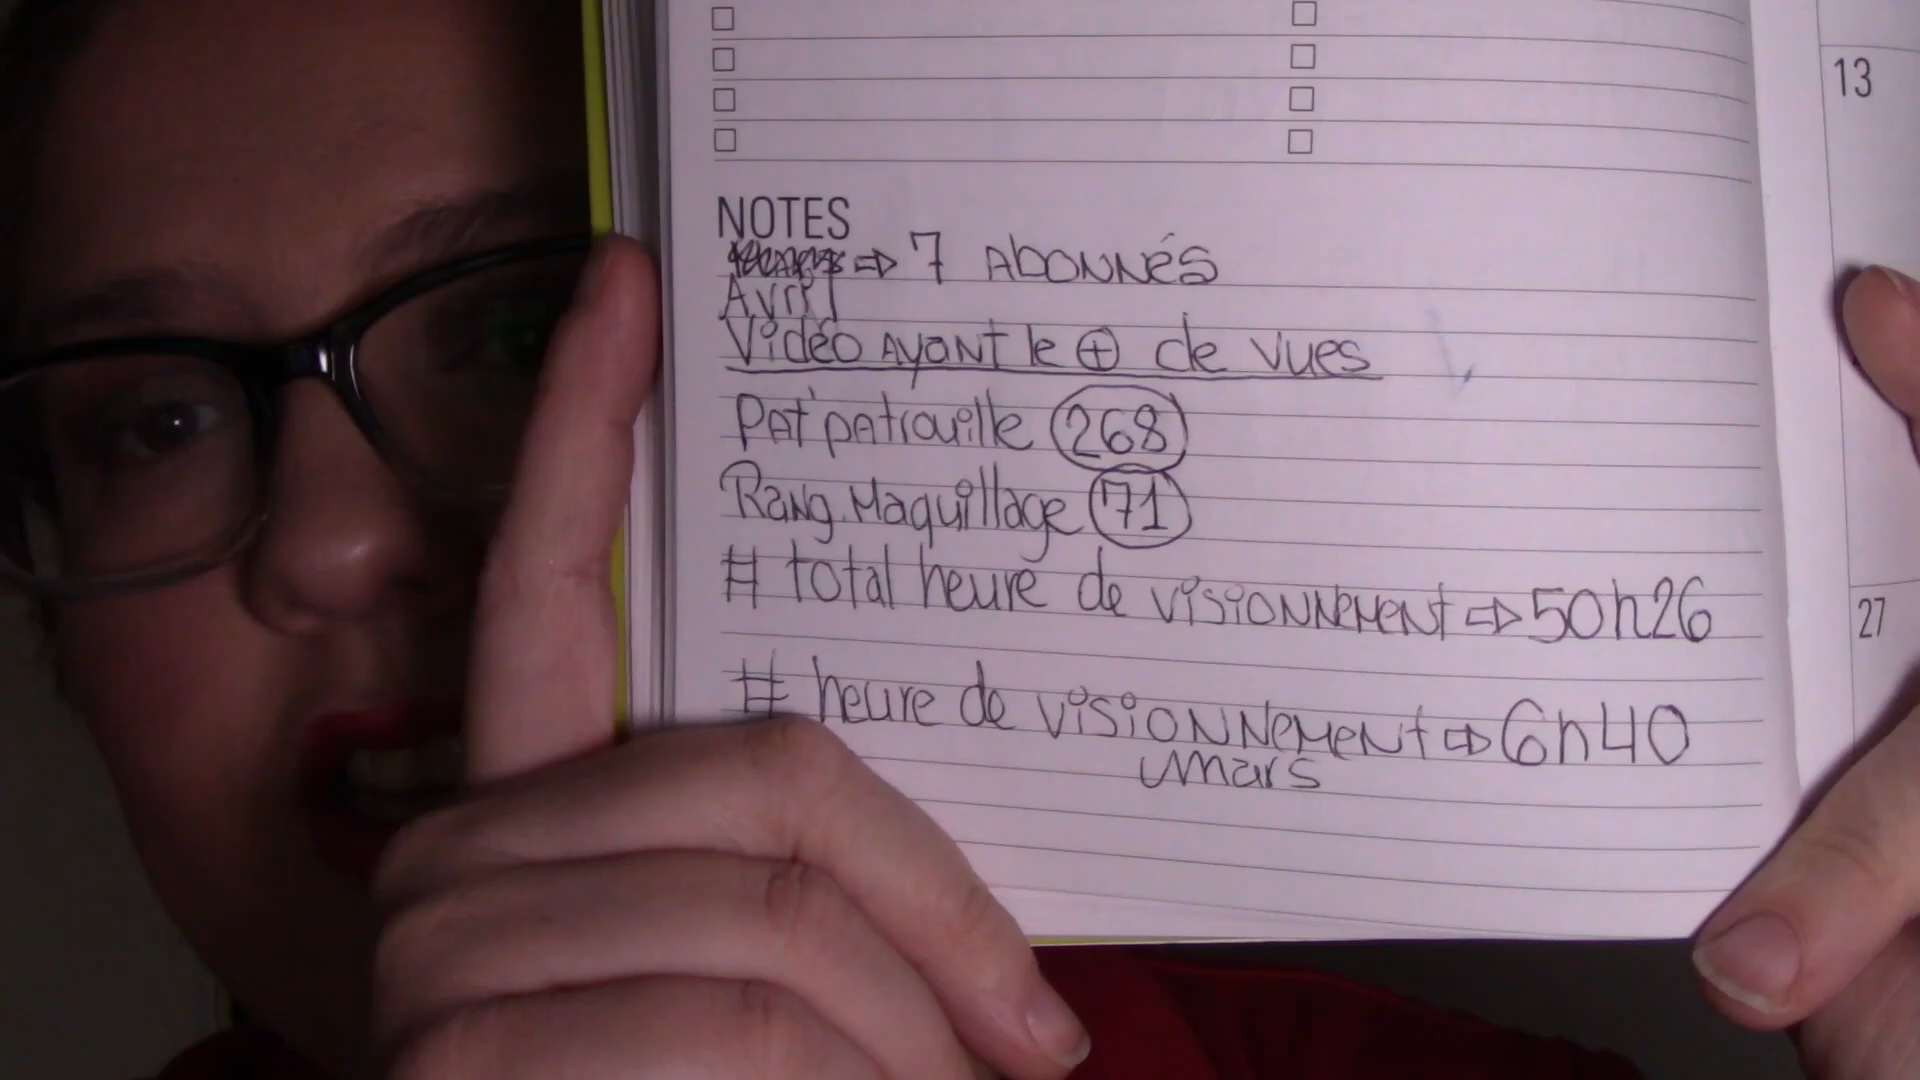 NOTES
⇒ 7 ABONNÉS
Avril
Vidéo AYANT le ⊕ de vues
Pat'patrouille 268
Rang. Maquillage 71
# total heure de visionnement ⇒ 50h26
# heure de visionnement ⇒ 6h40
mars
13
27